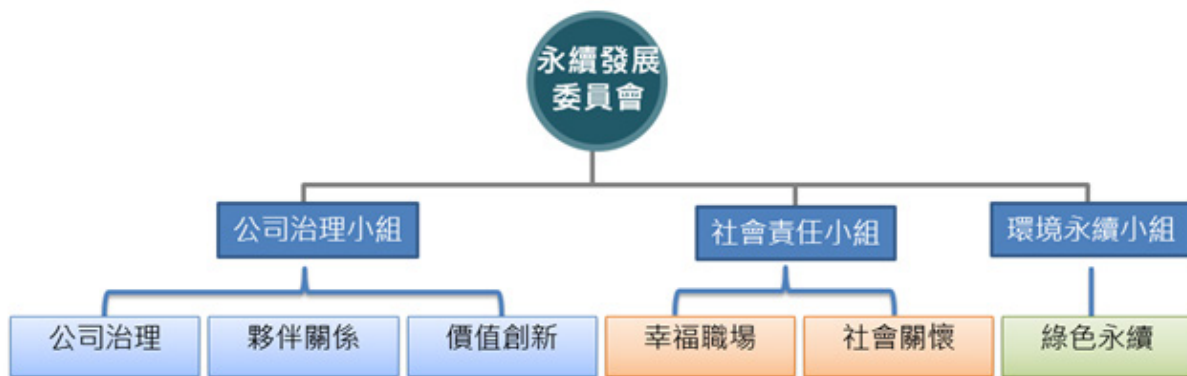 永續發展
委員會
公司治理小組
社會責任小組
環境永續小組
公司治理
夥伴關係
價值創新
幸福職場
社會關懷
綠色永續